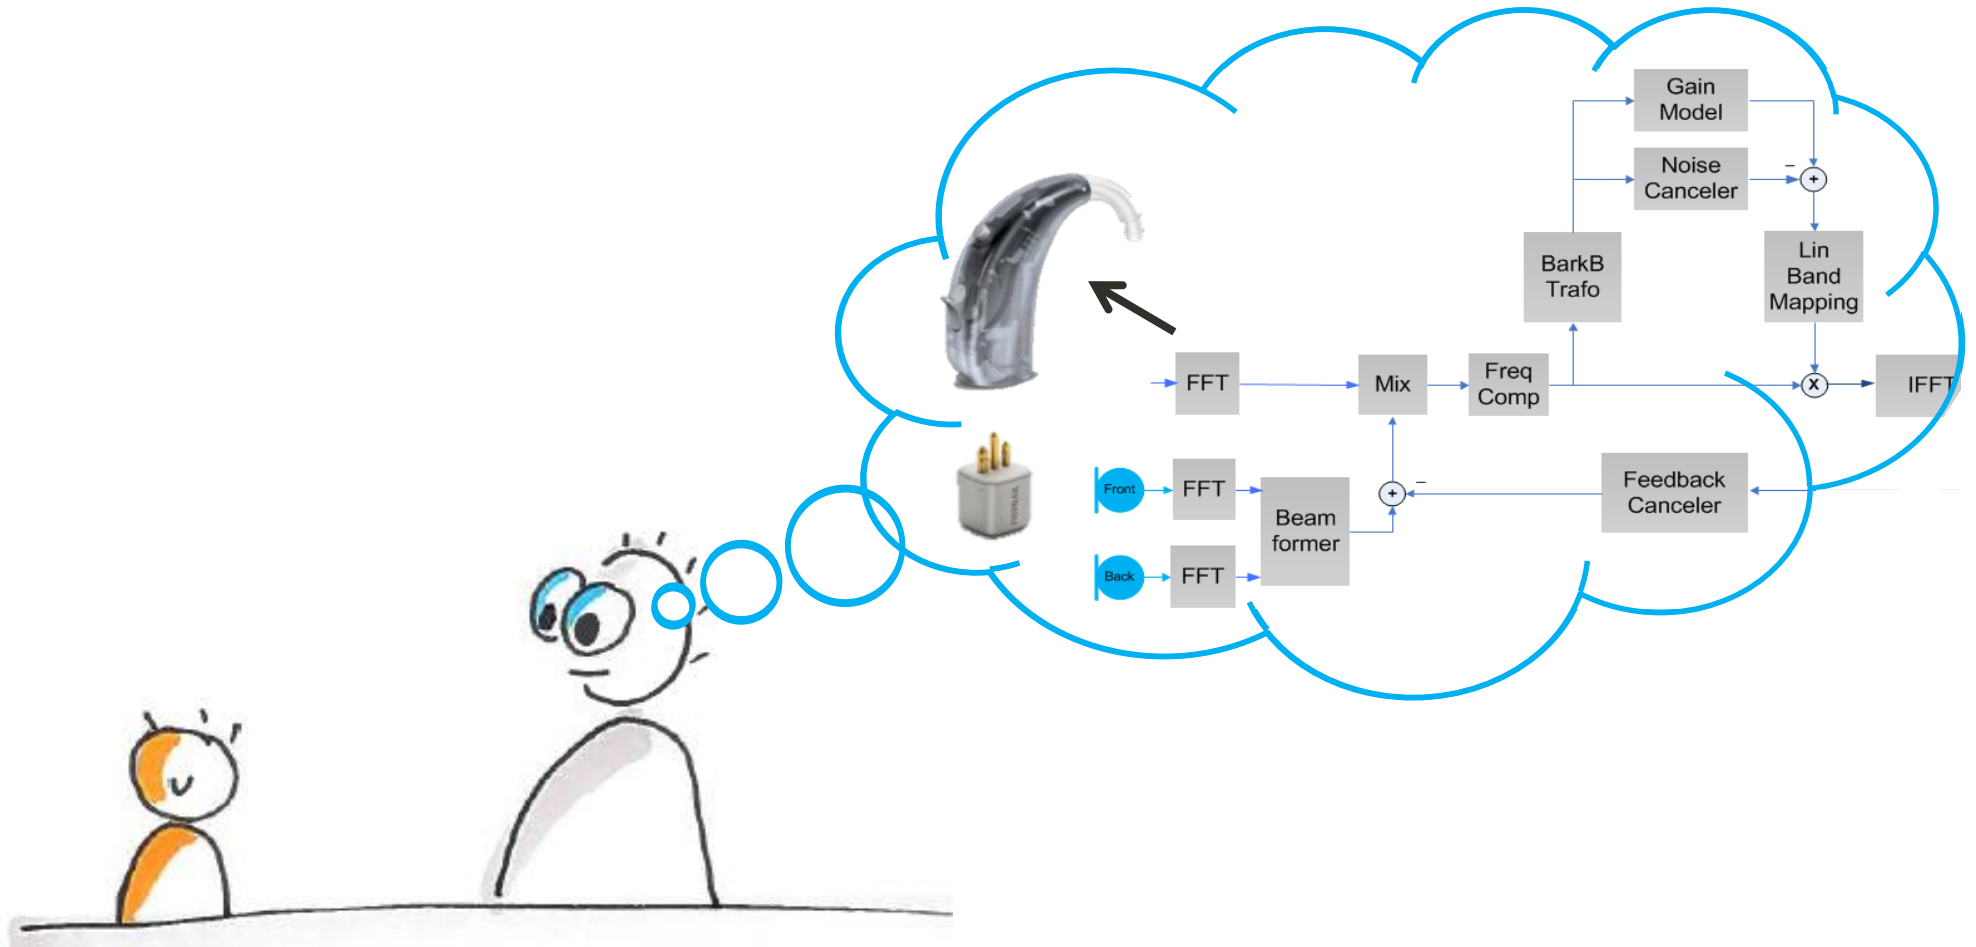 Gain
Model
Noise
Canceler
−
+
BarkB
Trafo
Lin
Band
Mapping
FFT
Mix
Freq
Comp
X
IFFT
Front
FFT
Beam
former
+
−
Feedback
Canceler
Back
FFT